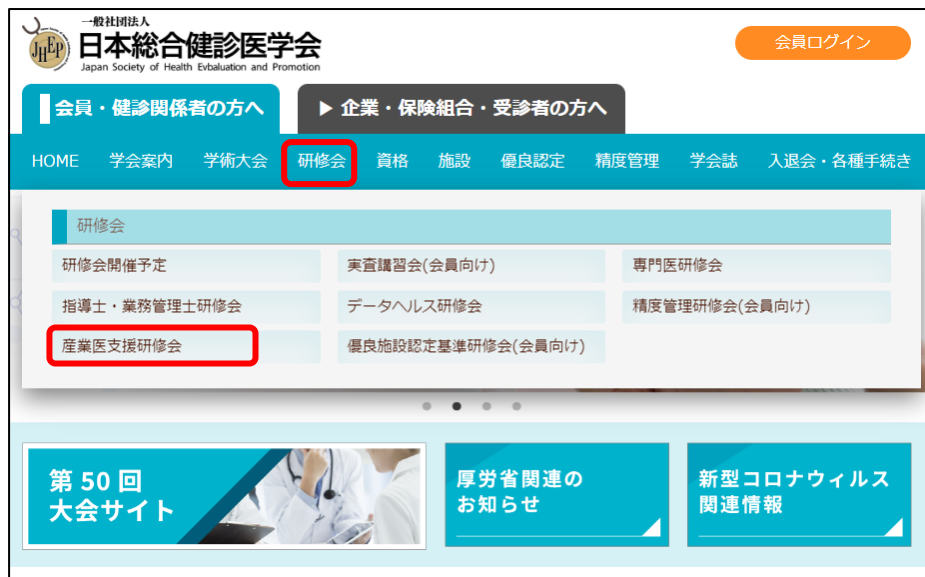 一般社団法人
JHEP
日本総合健診医学会
Japan Society of Health Evbaluation and Promotion
会員ログイン
会員・健診関係者の方へ
▶ 企業・保険組合・受診者の方へ
HOME 学会案内 学術大会 研修会 資格 施設 優良認定 精度管理 学会誌 入退会・各種手続き
研修会
研修会開催予定 実査講習会(会員向け) 専門医研修会
指導士・業務管理士研修会 データヘルス研修会 精度管理研修会(会員向け)
産業医支援研修会 優良施設認定基準研修会(会員向け)
第 50 回
大会サイト
厚労省関連の
お知らせ
新型コロナウィルス
関連情報